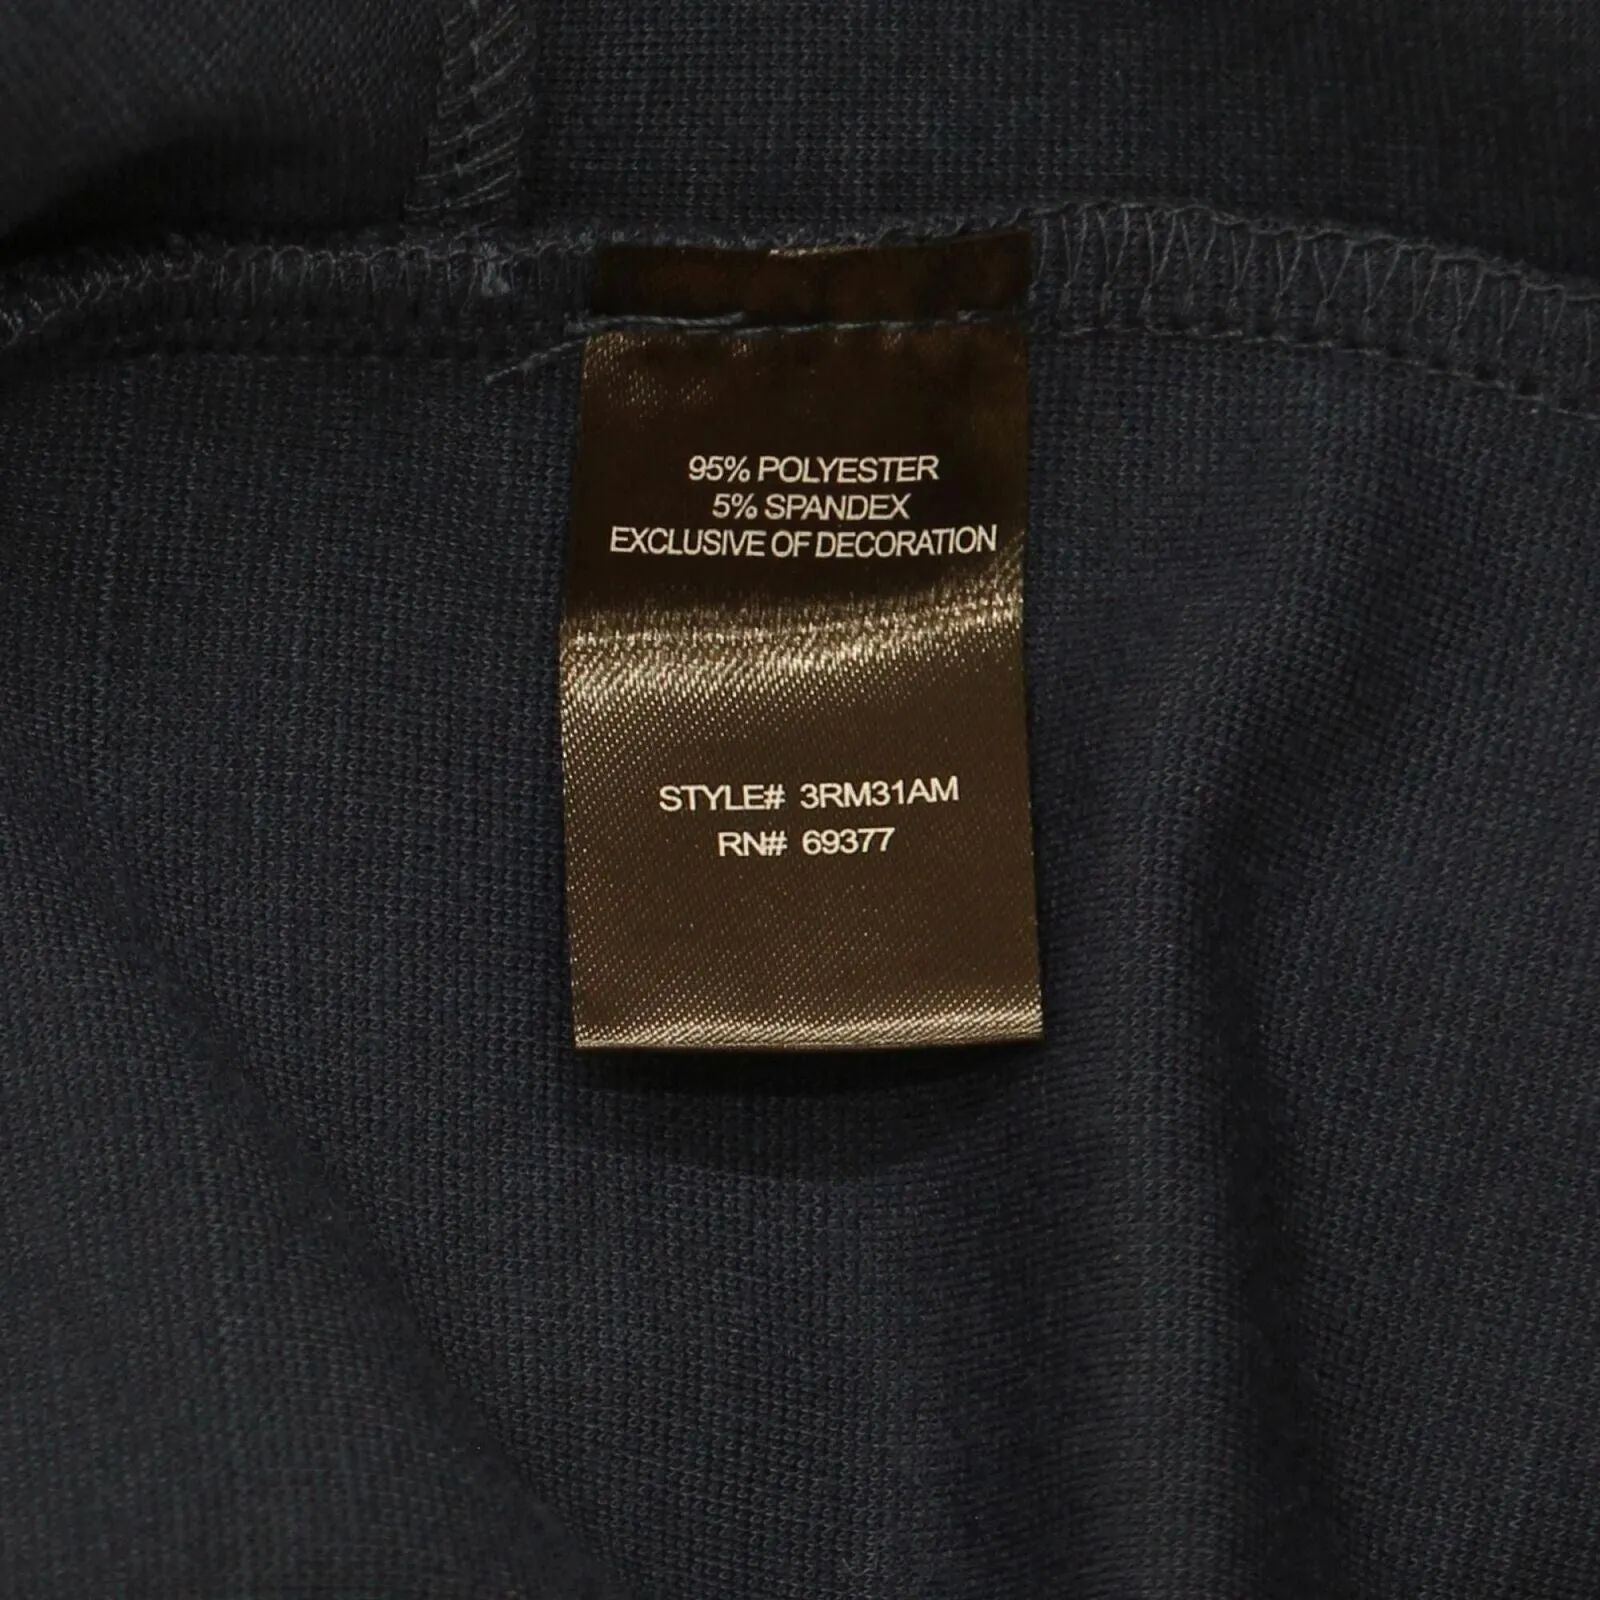 95% POLYESTER
5% SPANDEX
EXCLUSIVE OF DECORATION
STYLE# 3RM31AM
RN# 69377